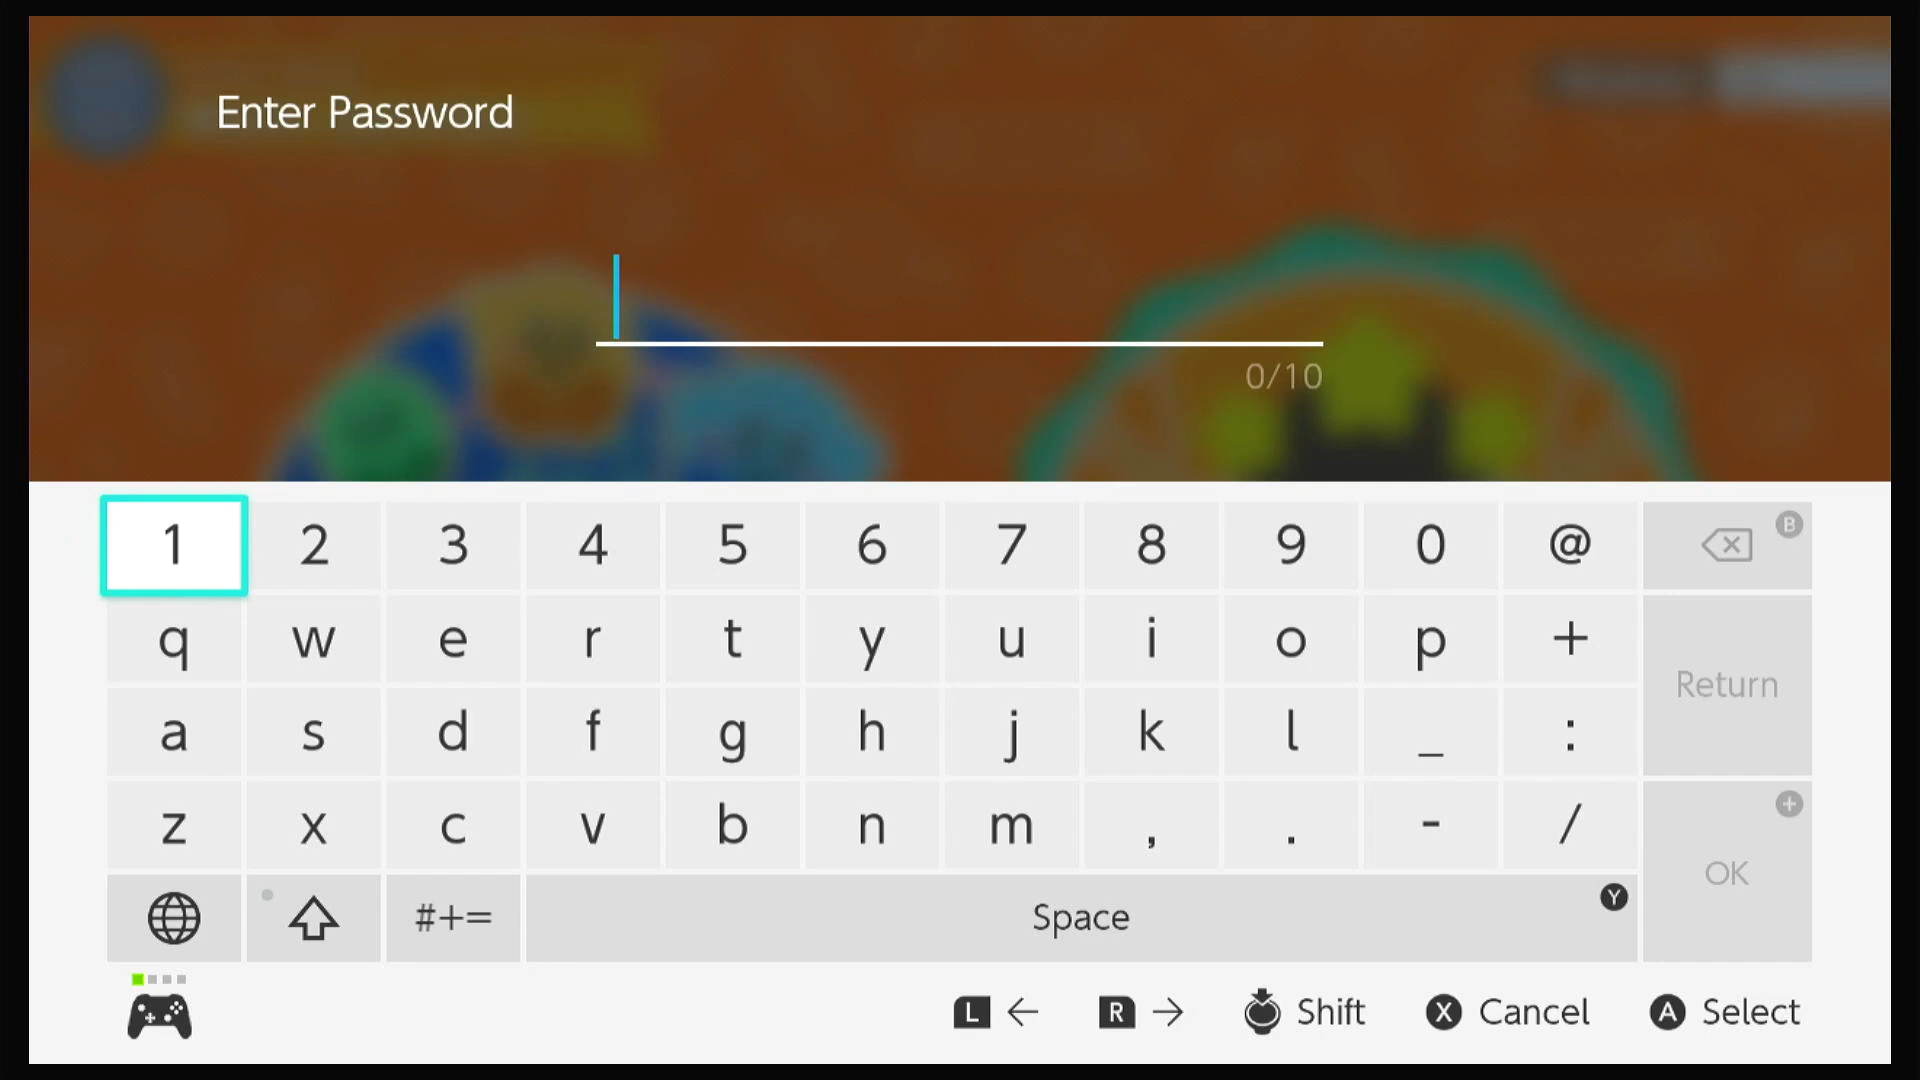 Enter Password
0/10
1 2 3 4 5 6 7 8 9 0 @ B
q w e r t y u i o p + Return
a s d f g h j k l _ :
z x c v b n m , . - / + OK
#+= Space Y
L ← R → Shift X Cancel A Select